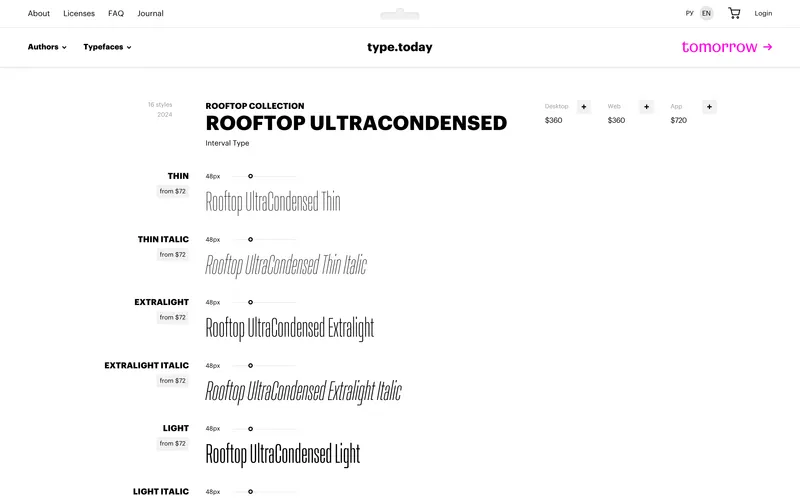 About Licenses FAQ Journal
РУ EN Login
Authors Typefaces
type.today
tomorrow →
16 styles
2024
ROOFTOP COLLECTION
ROOFTOP ULTRACONDENSED
Interval Type
Desktop +
$360
Web +
$360
App +
$720
THIN
from $72
48px
Rooftop UltraCondensed Thin
THIN ITALIC
from $72
48px
Rooftop UltraCondensed Thin Italic
EXTRALIGHT
from $72
48px
Rooftop UltraCondensed Extralight
EXTRALIGHT ITALIC
from $72
48px
Rooftop UltraCondensed Extralight Italic
LIGHT
from $72
48px
Rooftop UltraCondensed Light
LIGHT ITALIC
48px